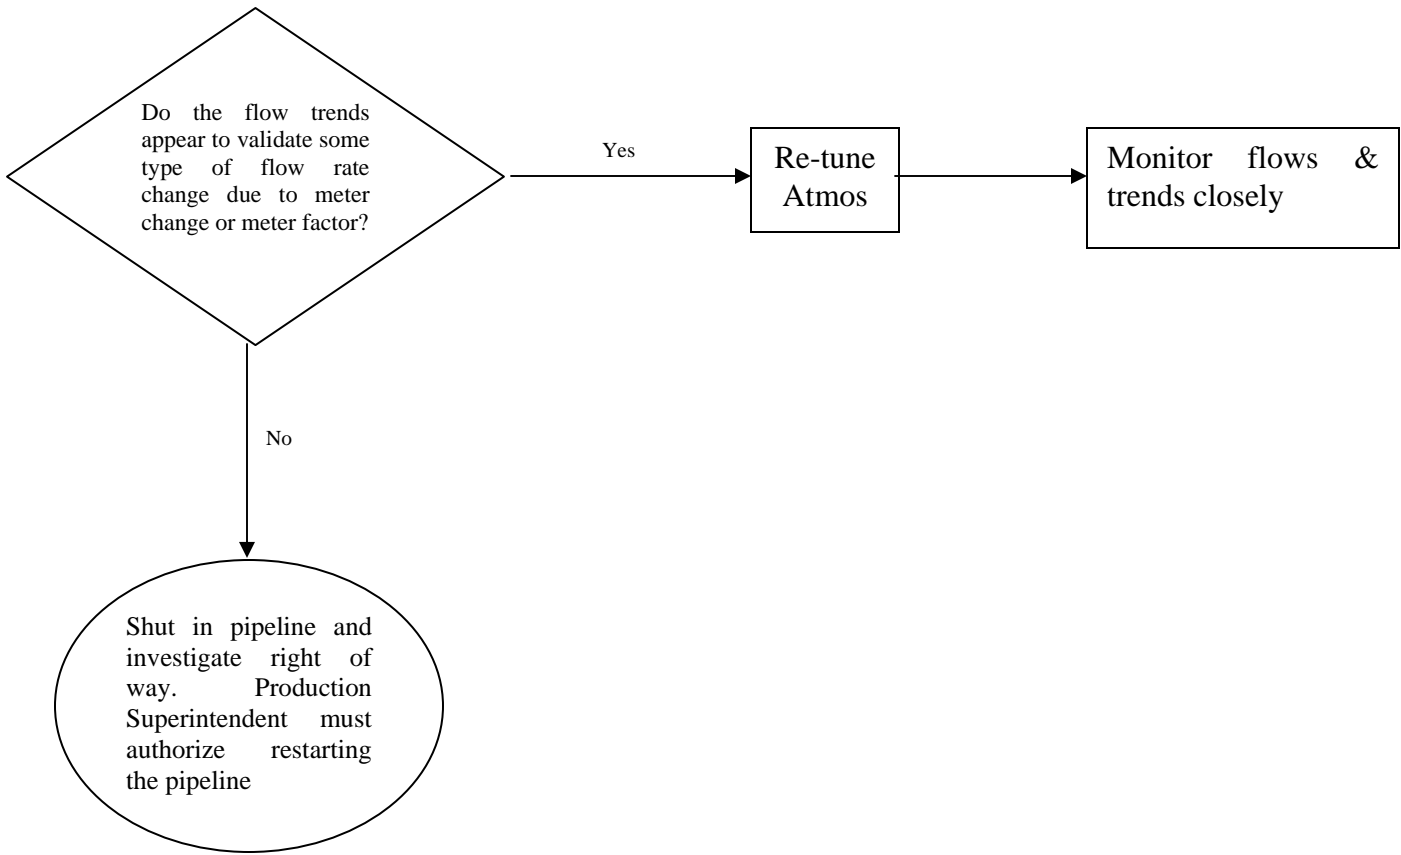 Do the flow trends
appear to validate some
type of flow rate
change due to meter
change or meter factor?
Yes
Re-tune
Atmos
Monitor flows &
trends closely
No
Shut in pipeline and
investigate right of
way. Production
Superintendent must
authorize restarting
the pipeline